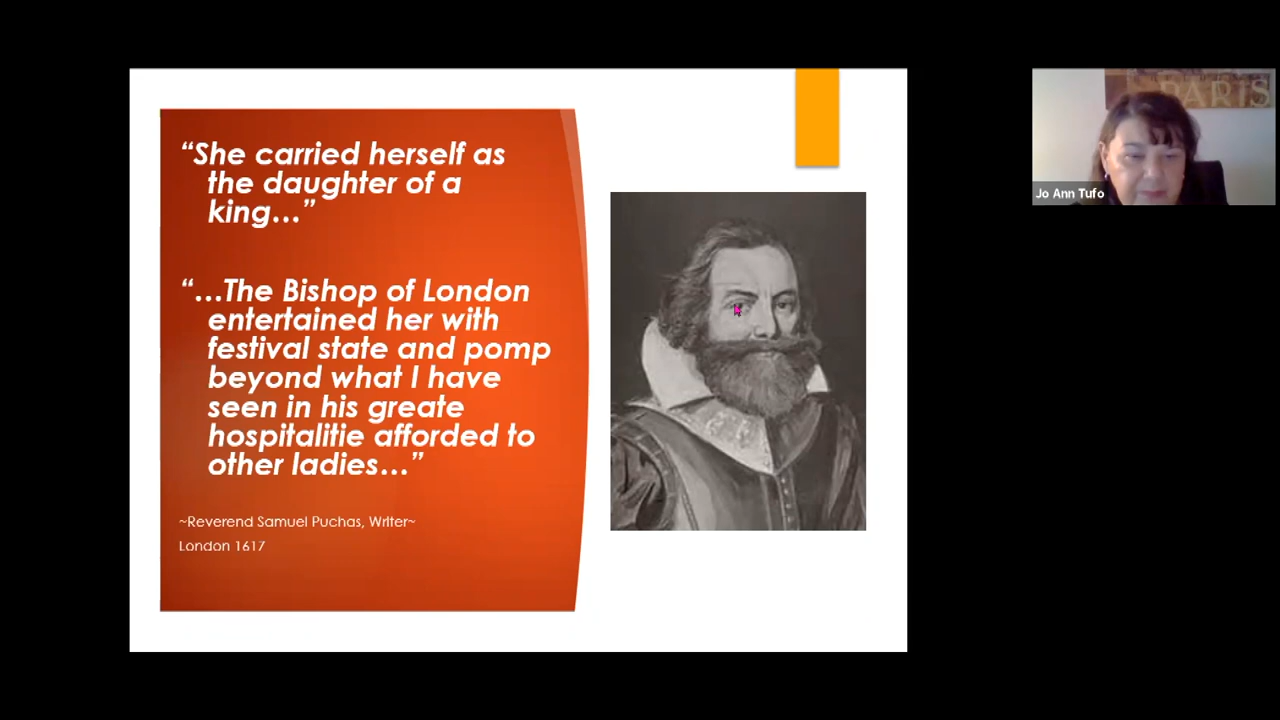 “She carried herself as
the daughter of a
king…”
“…The Bishop of London
entertained her with
festival state and pomp
beyond what I have
seen in his greate
hospitalitie afforded to
other ladies…”
~Reverend Samuel Puchas, Writer~
London 1617
PARIS
Jo Ann Tufo